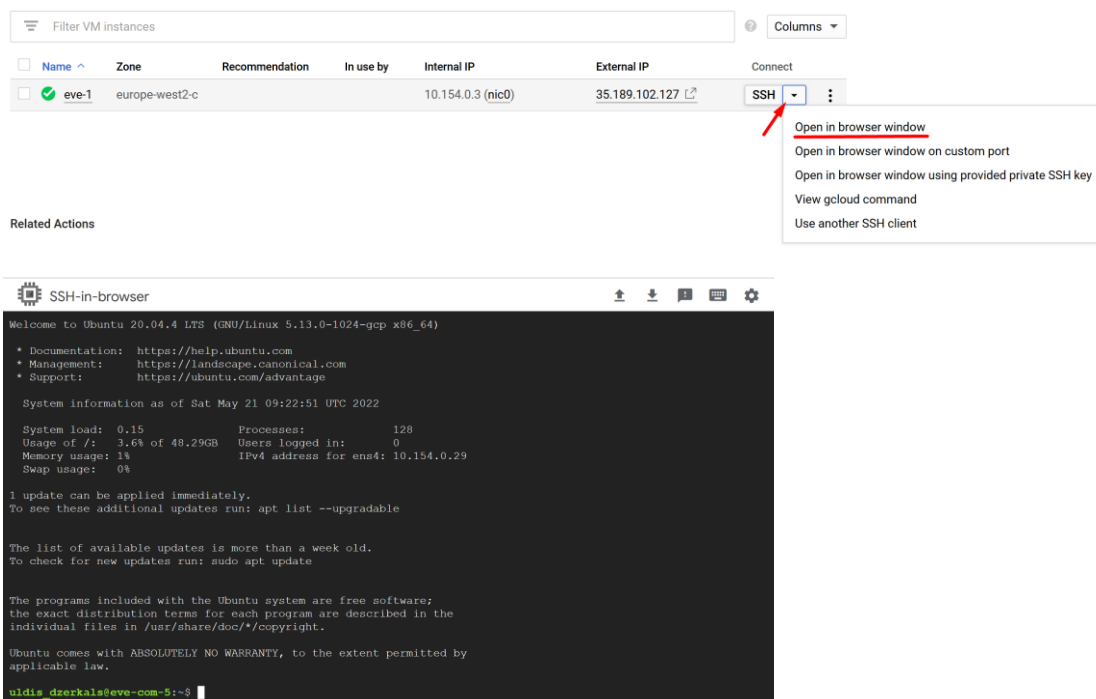 Filter VM instances
Columns
Name Zone Recommendation In use by Internal IP External IP Connect
eve-1 europe-west2-c 10.154.0.3 (nic0) 35.189.102.127 SSH
Open in browser window
Open in browser window on custom port
Open in browser window using provided private SSH key
View gcloud command
Use another SSH client
Related Actions
SSH-in-browser
Welcome to Ubuntu 20.04.4 LTS (GNU/Linux 5.13.0-1024-gcp x86_64)
* Documentation: https://help.ubuntu.com
* Management: https://landscape.canonical.com
* Support: https://ubuntu.com/advantage
System information as of Sat May 21 09:22:51 UTC 2022
System load: 0.15 Processes: 128
Usage of /: 3.6% of 48.29GB Users logged in: 0
Memory usage: 1% IPv4 address for ens4: 10.154.0.29
Swap usage: 0%
1 update can be applied immediately.
To see these additional updates run: apt list --upgradable
The list of available updates is more than a week old.
To check for new updates run: sudo apt update
The programs included with the Ubuntu system are free software;
the exact distribution terms for each program are described in the
individual files in /usr/share/doc/*/copyright.
Ubuntu comes with ABSOLUTELY NO WARRANTY, to the extent permitted by
applicable law.
uldis_dzerkals@eve-com-5:~$